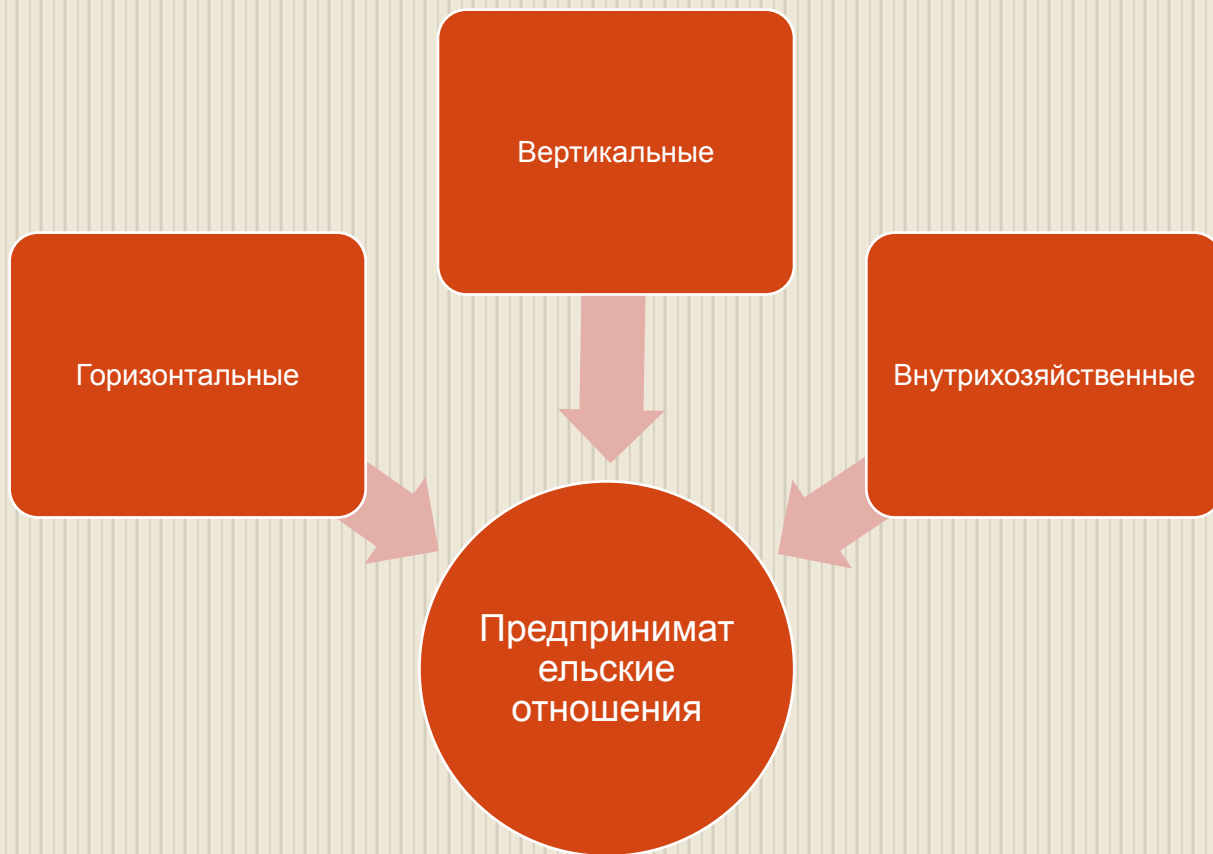 Вертикальные
Горизонтальные
Внутрихозяйственные
Предпринимат
ельские
отношения